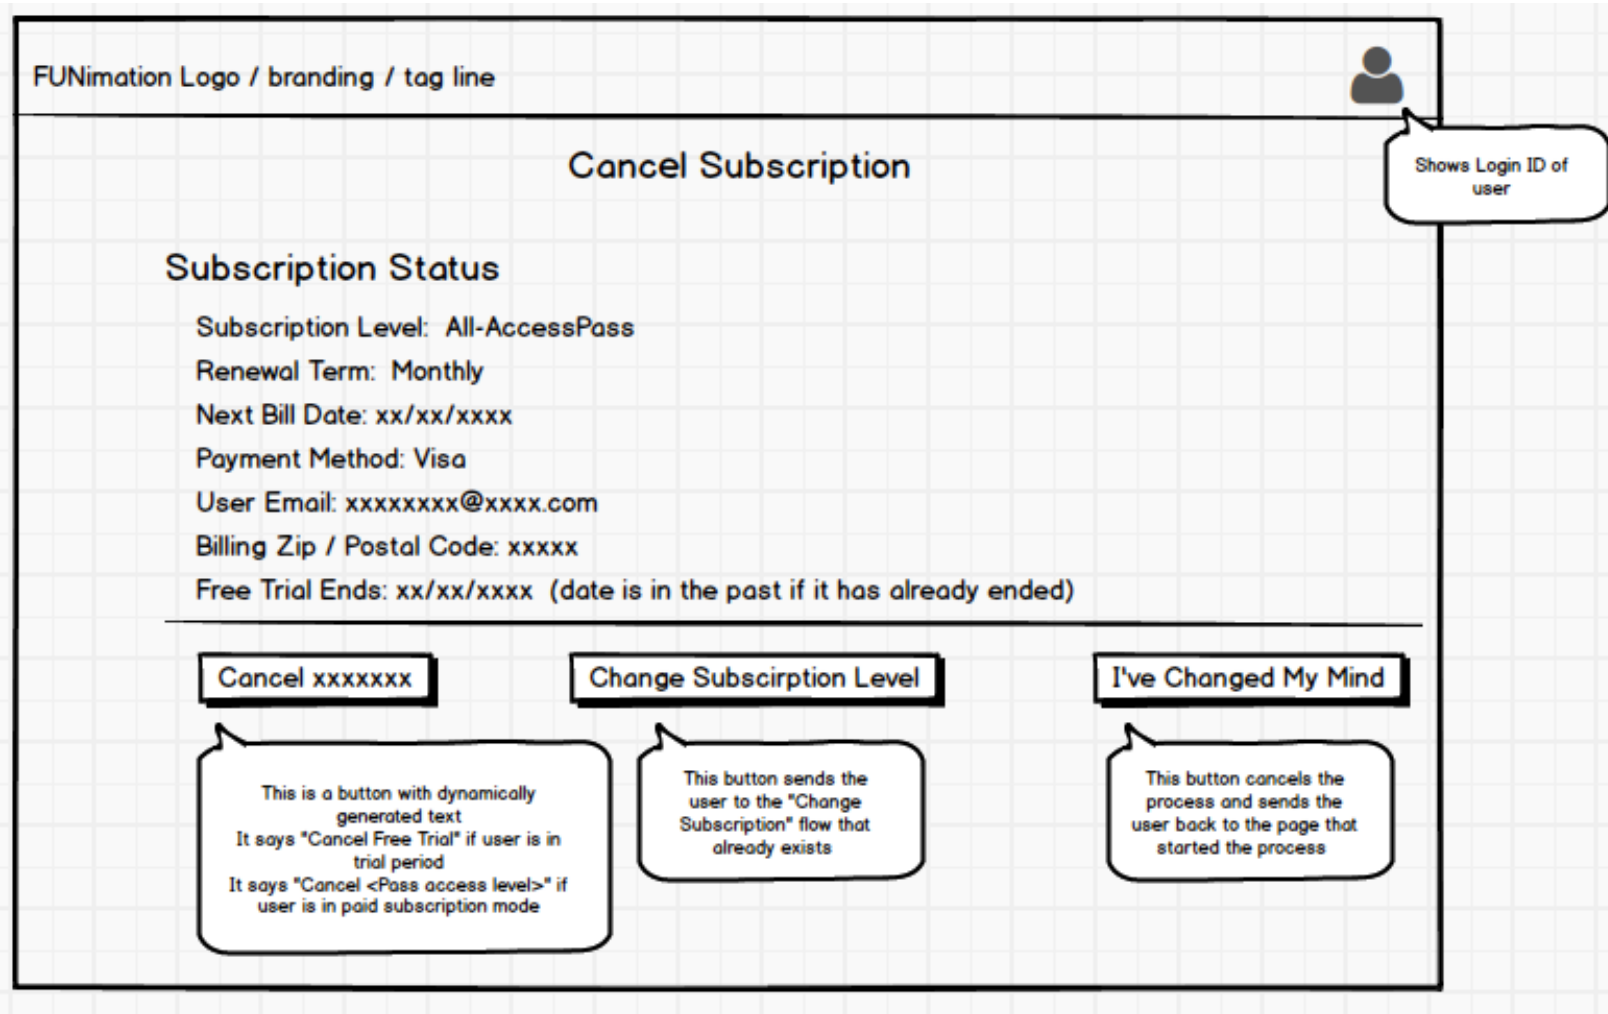 FUNimation Logo / branding / tag line
Cancel Subscription
Shows Login ID of
user
Subscription Status
Subscription Level:  All-AccessPass
Renewal Term:  Monthly
Next Bill Date: xx/xx/xxxx
Payment Method: Visa
User Email: xxxxxxxx@xxxx.com
Billing Zip / Postal Code: xxxxx
Free Trial Ends: xx/xx/xxxx  (date is in the past if it has already ended)
Cancel xxxxxxx
Change Subscirption Level
I've Changed My Mind
This is a button with dynamically
generated text
It says "Cancel Free Trial" if user is in
trial period
It says "Cancel <Pass access level>" if
user is in paid subscription mode
This button sends the
user to the "Change
Subscription" flow that
already exists
This button cancels the
process and sends the
user back to the page that
started the process